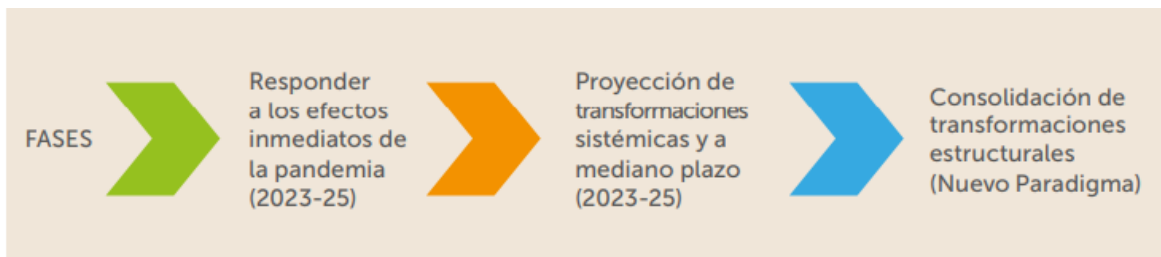 FASES
Responder
a los efectos
inmediatos de
la pandemia
(2023-25)
Proyección de
transformaciones
sistémicas y a
mediano plazo
(2023-25)
Consolidación de
transformaciones
estructurales
(Nuevo Paradigma)